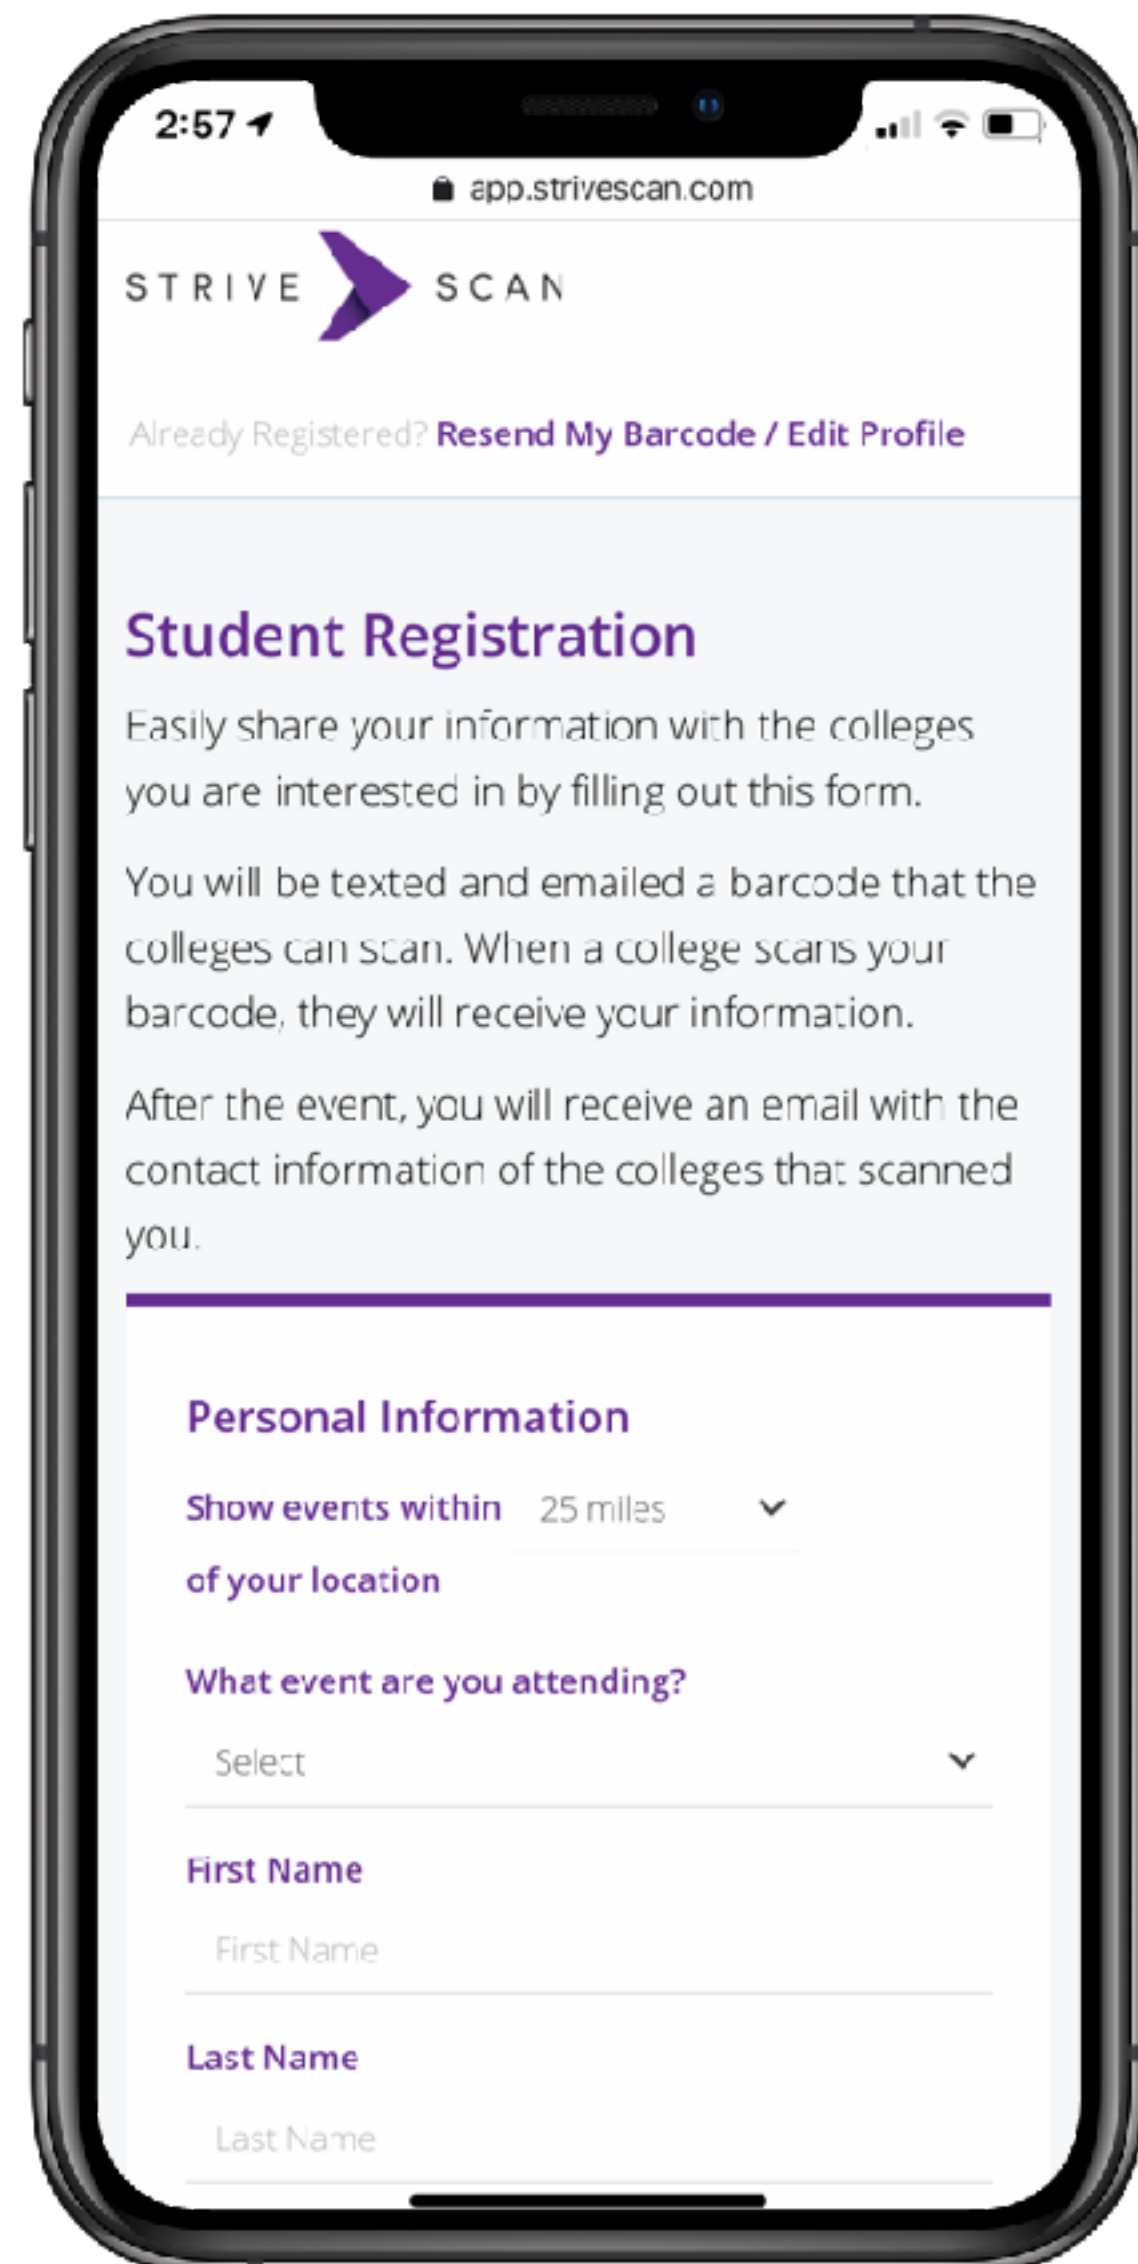 2:57
app.strivescan.com
STRIVE SCAN
Already Registered? Resend My Barcode / Edit Profile
Student Registration
Easily share your information with the colleges
you are interested in by filling out this form.
You will be texted and emailed a barcode that the
colleges can scan. When a college scans your
barcode, they will receive your information.
After the event, you will receive an email with the
contact information of the colleges that scanned
you.
Personal Information
Show events within 25 miles
of your location
What event are you attending?
Select
First Name
First Name
Last Name
Last Name